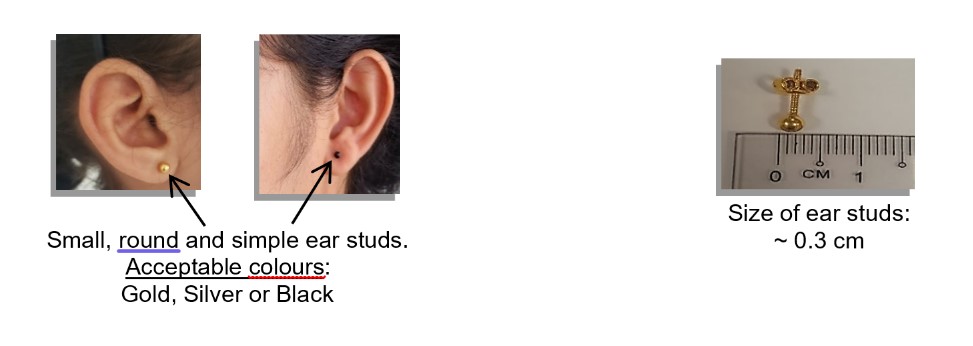 Small, round and simple ear studs.
Acceptable colours:
Gold, Silver or Black
0 CM 1
Size of ear studs:
~ 0.3 cm